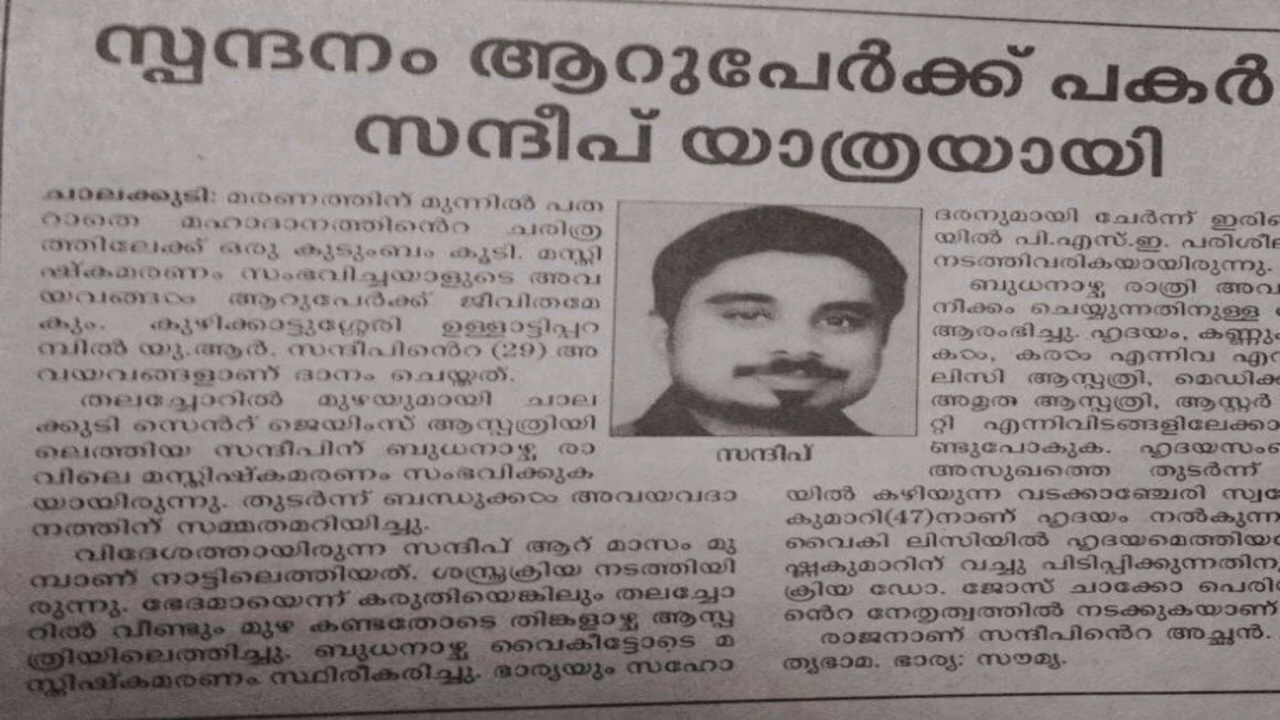 സ്പന്ദനം ആറുപേർക്ക് പകർ
സന്ദീപ് യാത്രയായി
ചാലക്കുടി: മരണത്തിന് മുന്നിൽ പത
റാതെ മഹാദാനത്തിന്റെ ചരിത്ര
ത്തിലേക്ക് ഒരു കുടുംബം കൂടി. മസ്തി
ഷ്കമരണം സംഭവിച്ചയാളുടെ അവ
യവങ്ങൾ ആറുപേർക്ക് ജീവിതമേ
കും. കുഴിക്കാട്ടുശ്ശേരി ഉള്ളാട്ടിപ്പറ
മ്പിൽ യു.ആർ. സന്ദീപിന്റെ (29) അ
വയവങ്ങളാണ് ദാനം ചെയ്തത്.
തലച്ചോറിൽ മുഴയുമായി ചാല
ക്കുടി സെന്റ് ജെയിംസ് ആസ്പത്രിയി
ലെത്തിയ സന്ദീപിന് ബുധനാഴ്ച രാ
വിലെ മസ്തിഷ്കമരണം സംഭവിക്കുക
യായിരുന്നു. തുടർന്ന് ബന്ധുക്കൾ അവയവദാ
നത്തിന് സമ്മതമറിയിച്ചു.
വിദേശത്തായിരുന്ന സന്ദീപ് ആറ് മാസം മു
മ്പാണ് നാട്ടിലെത്തിയത്. ശസ്ത്രക്രിയ നടത്തിയി
രുന്നു. ഭേദമായെന്ന് കരുതിയെങ്കിലും തലച്ചോ
റിൽ വീണ്ടും മുഴ കണ്ടതോടെ തിങ്കളാഴ്ച ആസ്പ
ത്രിയിലെത്തിച്ചു. ബുധനാഴ്ച വൈകീട്ടോടെ മ
സ്തിഷ്കമരണം സ്ഥിരീകരിച്ചു. ഭാര്യയും സഹോ
സന്ദീപ്
ദരനുമായി ചേർന്ന് ഇരി
യിൽ പി.എസ്.ഇ. പരിശീല
നടത്തിവരികയായിരുന്നു.
ബുധനാഴ്ച രാത്രി അവ
നീക്കം ചെയ്യുന്നതിനുള്ള
ആരംഭിച്ചു. ഹൃദയം, കണ്ണു
കൾ, കരൾ എന്നിവ എറ
ലിസി ആസ്പത്രി, മെഡിക്ക
അമൃത ആസ്പത്രി, ആസ്റ്റർ
റ്റി എന്നിവിടങ്ങളിലേക്കാ
ണ്ടുപോകുക. ഹൃദയസംബ
അസുഖത്തെ തുടർന്ന്
യിൽ കഴിയുന്ന വടക്കാഞ്ചേരി സ്വദേ
കുമാറി(47)നാണ് ഹൃദയം നൽകുന്ന
വൈകി ലിസിയിൽ ഹൃദയമെത്തിയ
ഷ്ണകുമാറിന് വച്ചു പിടിപ്പിക്കുന്നതിനു
ക്രിയ ഡോ. ജോസ് ചാക്കോ പെരി
ന്റെ നേതൃത്വത്തിൽ നടക്കുകയാണ്
രാജനാണ് സന്ദീപിന്റെ അച്ഛൻ.
തൃഭാമ. ഭാര്യ: സൗമ്യ.